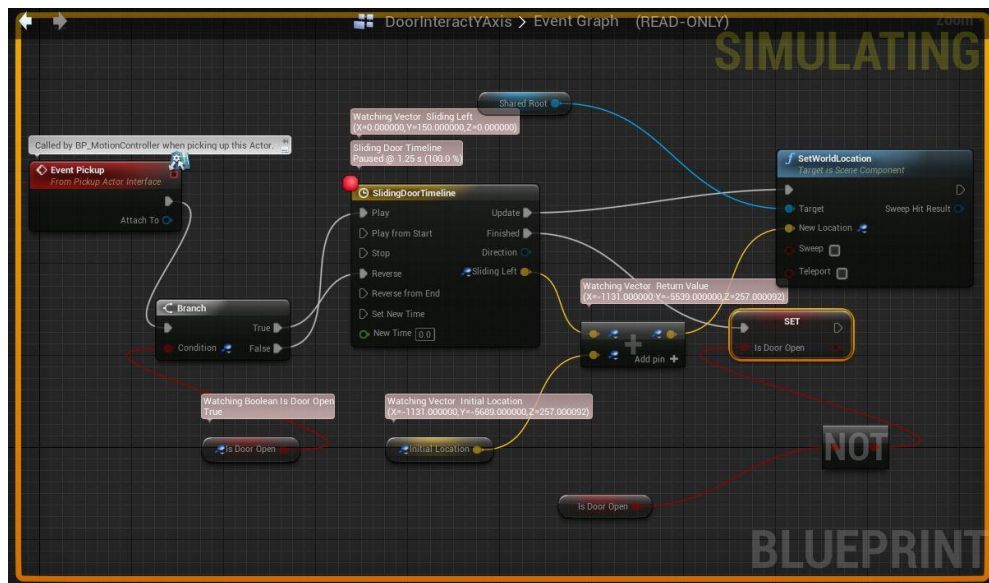 DoorInteractYAxis > Event Graph (READ-ONLY)
Zoom
SIMULATING
Shared Root
Watching Vector Sliding Left
(X=0.000000,Y=150.000000,Z=0.000000)
Called by BP_MotionController when picking up this Actor.
Sliding Door Timeline
Paused @ 1.25 s (100.0 %)
Event Pickup
From Pickup Actor Interface
Attach To
SlidingDoorTimeline
Play
Update
Play from Start
Finished
Stop
Direction
Reverse
Sliding Left
Reverse from End
Set New Time
New Time 0.0
SetWorldLocation
Target is Scene Component
Target
Sweep Hit Result
New Location
Sweep
Teleport
Watching Vector Return Value
(X=-1131.000000,Y=-5539.000000,Z=257.000092)
Branch
True
Condition
False
Add pin +
SET
Is Door Open
Watching Boolean Is Door Open
True
Watching Vector Initial Location
(X=-1131.000000,Y=-5689.000000,Z=257.000092)
Is Door Open
Initial Location
NOT
Is Door Open
BLUEPRINT